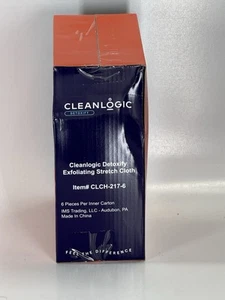 CLEANLOGIC
DETOXIFY
Cleanlogic Detoxify
Exfoliating Stretch Cloth
Item# CLCH-217-6
6 Pieces Per Inner Carton
IMS Trading, LLC - Audubon, PA
Made in China
FEEL THE DIFFERENCE